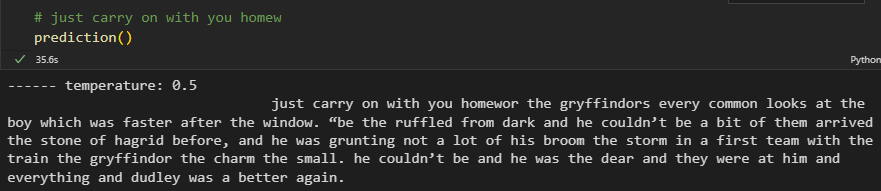 # just carry on with you homew
prediction()
✓ 35.6s
Python
------ temperature: 0.5
just carry on with you homewor the gryffindors every common looks at the
boy which was faster after the window. “be the ruffled from dark and he couldn’t be a bit of them arrived
the stone of hagrid before, and he was grunting not a lot of his broom the storm in a first team with the
train the gryffindor the charm the small. he couldn’t be and he was the dear and they were at him and
everything and dudley was a better again.